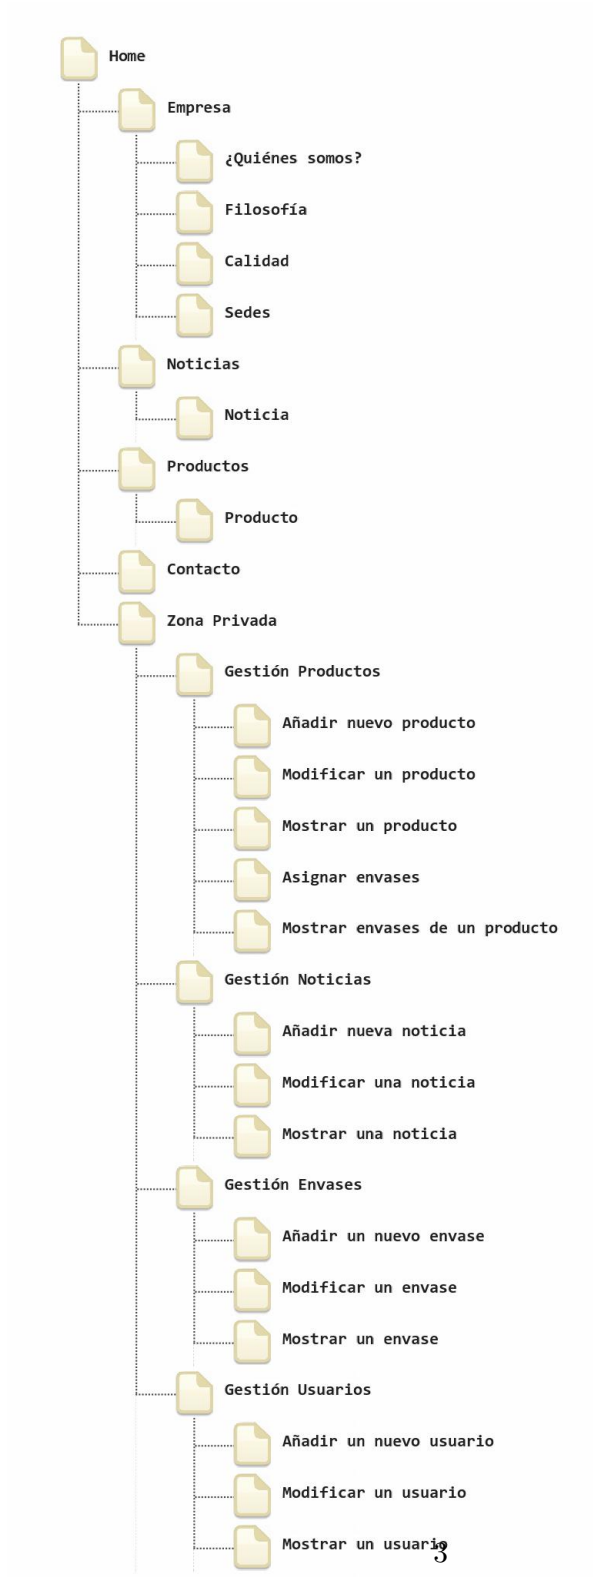 Home
Empresa
¿Quiénes somos?
Filosofía
Calidad
Sedes
Noticias
Noticia
Productos
Producto
Contacto
Zona Privada
Gestión Productos
Añadir nuevo producto
Modificar un producto
Mostrar un producto
Asignar envases
Mostrar envases de un producto
Gestión Noticias
Añadir nueva noticia
Modificar una noticia
Mostrar una noticia
Gestión Envases
Añadir un nuevo envase
Modificar un envase
Mostrar un envase
Gestión Usuarios
Añadir un nuevo usuario
Modificar un usuario
Mostrar un usuario
3